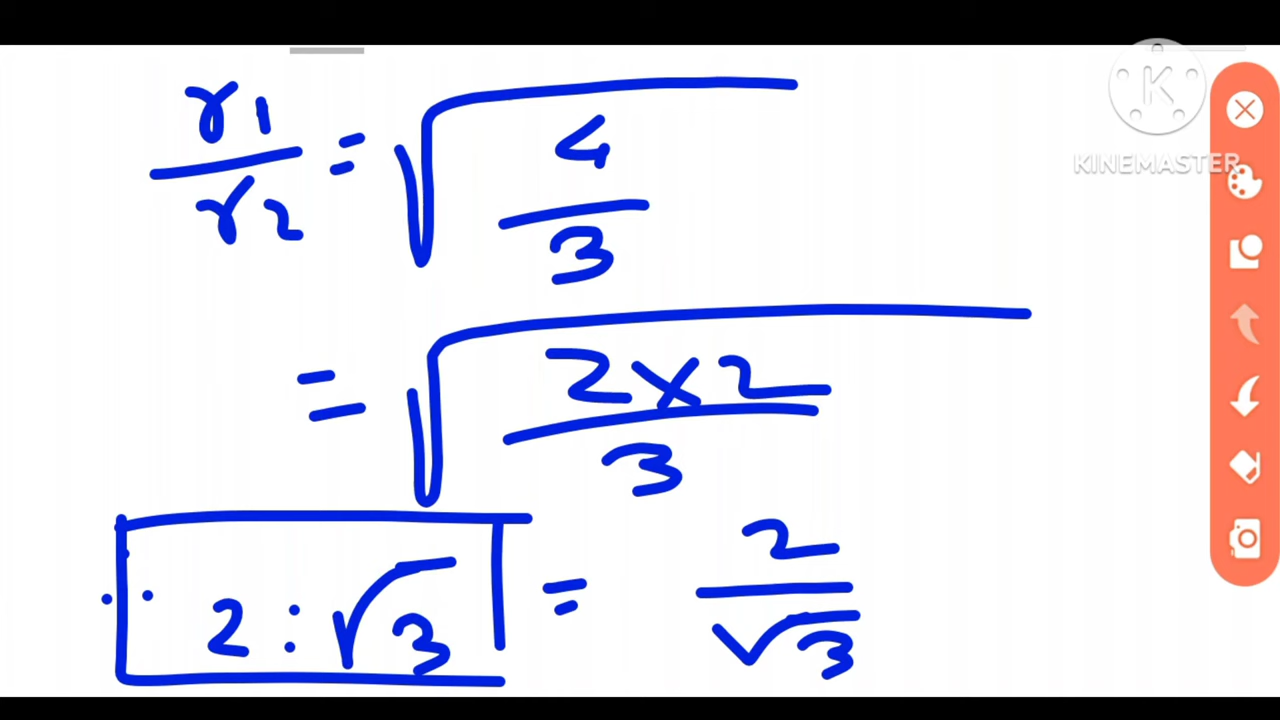 r1/r2 = √(4/3)
K
KINEMASTER
= √(2×2/3)
∴ 2 : √3 = 2/√3